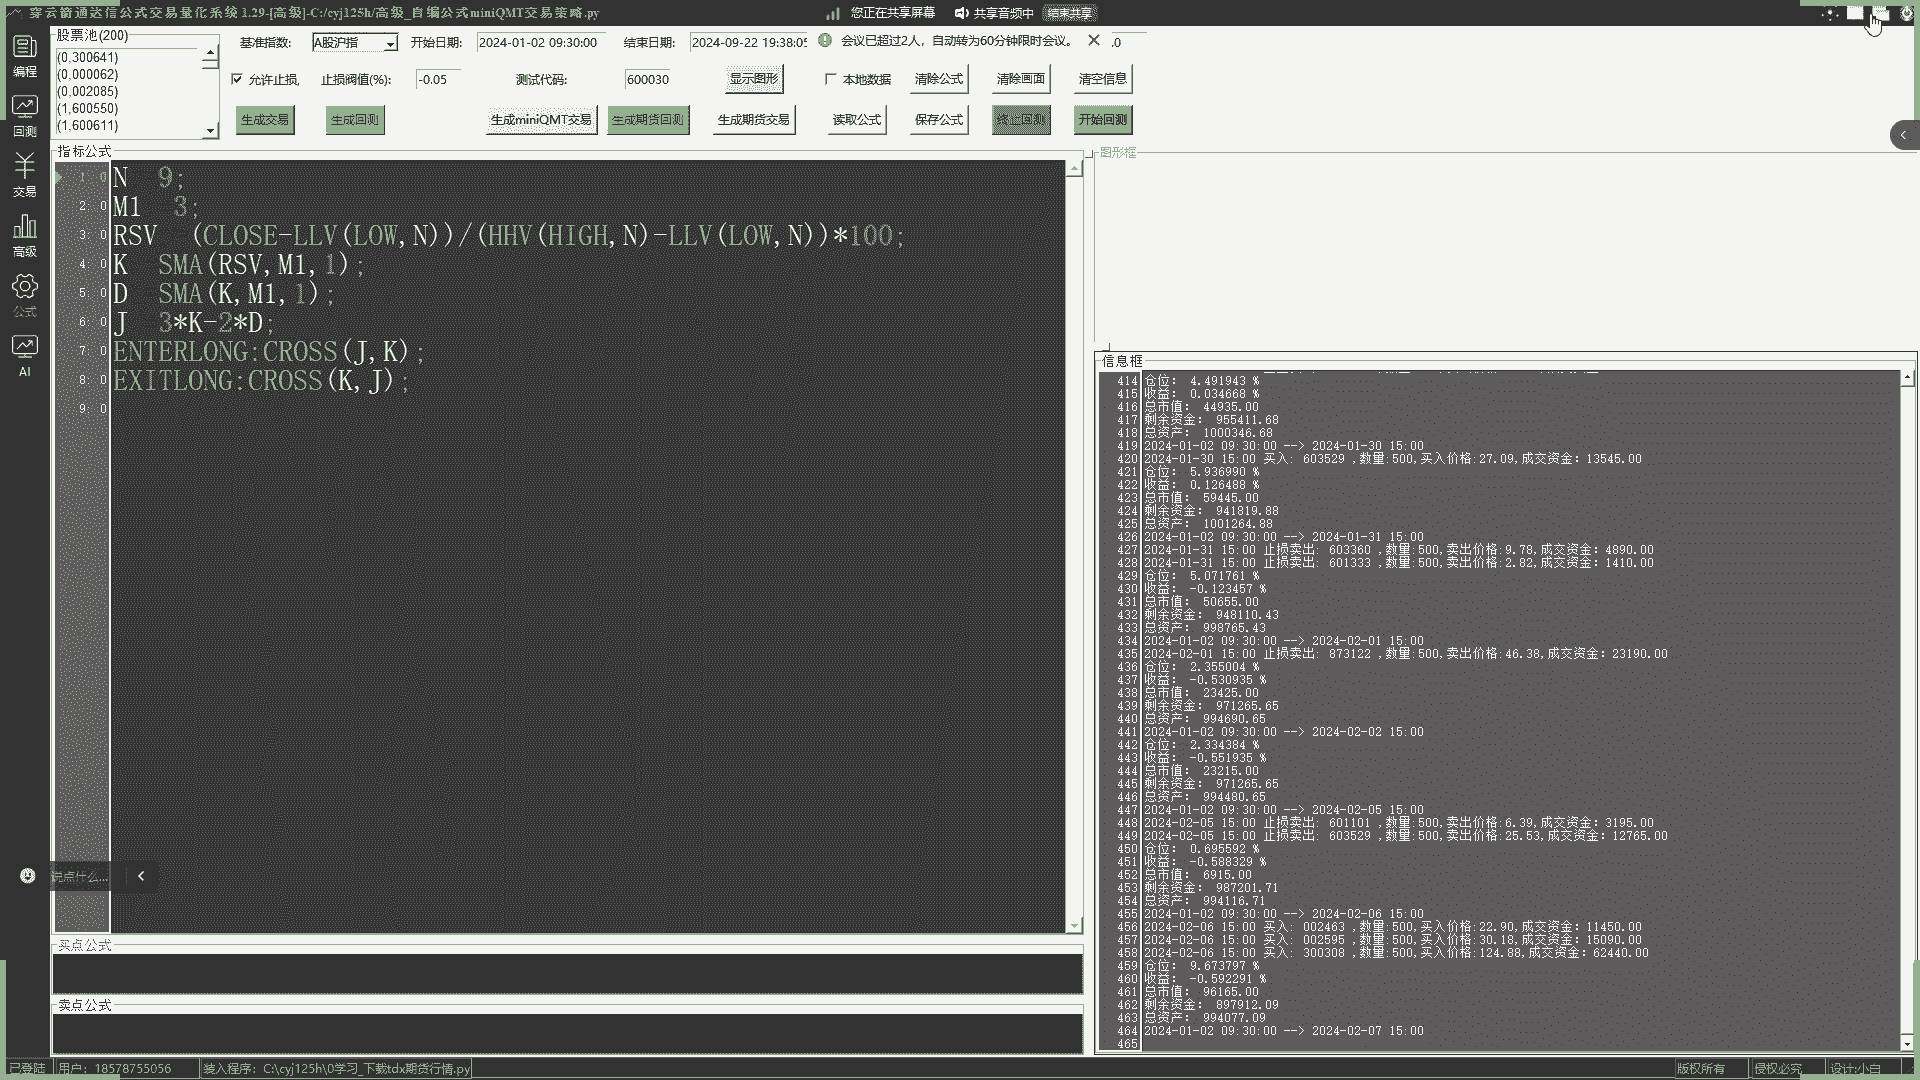 穿云箭通达信公式交易量化系统 1.29-[高级]-C:/cyj125h/高级_自编公式miniQMT交易策略.py
您正在共享屏幕
共享音频中
结束共享
股票池(200)
(0,300641)
(0,000062)
(0,002085)
(1,600550)
(1,600611)
基准指数:
A股沪指
开始日期:
2024-01-02 09:30:00
结束日期:
2024-09-22 19:38:05
会议已超过2人，自动转为60分钟限时会议。
.0
允许止损,
止损阀值(%):
-0.05
测试代码:
600030
显示图形
本地数据
清除公式
清除画面
清空信息
生成交易
生成回测
生成miniQMT交易
生成期货回测
生成期货交易
读取公式
保存公式
终止回测
开始回测
编程
回测
交易
高级
公式
AI
指标公式
1: 0 N 9;
2: 0 M1 3;
3: 0 RSV (CLOSE-LLV(LOW,N))/(HHV(HIGH,N)-LLV(LOW,N))*100;
4: 0 K SMA(RSV,M1,1);
5: 0 D SMA(K,M1,1);
6: 0 J 3*K-2*D;
7: 0 ENTERLONG:CROSS(J,K);
8: 0 EXITLONG:CROSS(K,J);
9: 0
说点什么...
买点公式
卖点公式
图形框
信息框
414 仓位: 4.491943 %
415 收益: 0.034668 %
416 总市值: 44935.00
417 剩余资金: 955411.68
418 总资产: 1000346.68
419 2024-01-02 09:30:00 --> 2024-01-30 15:00
420 2024-01-30 15:00 买入: 603529 ,数量:500,买入价格:27.09,成交资金: 13545.00
421 仓位: 5.936990 %
422 收益: 0.126488 %
423 总市值: 59445.00
424 剩余资金: 941819.88
425 总资产: 1001264.88
426 2024-01-02 09:30:00 --> 2024-01-31 15:00
427 2024-01-31 15:00 止损卖出: 603360 ,数量:500,卖出价格:9.78,成交资金: 4890.00
428 2024-01-31 15:00 止损卖出: 601333 ,数量:500,卖出价格:2.82,成交资金: 1410.00
429 仓位: 5.071761 %
430 收益: -0.123457 %
431 总市值: 50655.00
432 剩余资金: 948110.43
433 总资产: 998765.43
434 2024-01-02 09:30:00 --> 2024-02-01 15:00
435 2024-02-01 15:00 止损卖出: 873122 ,数量:500,卖出价格:46.38,成交资金: 23190.00
436 仓位: 2.355004 %
437 收益: -0.530935 %
438 总市值: 23425.00
439 剩余资金: 971265.65
440 总资产: 994690.65
441 2024-01-02 09:30:00 --> 2024-02-02 15:00
442 仓位: 2.334384 %
443 收益: -0.551935 %
444 总市值: 23215.00
445 剩余资金: 971265.65
446 总资产: 994480.65
447 2024-01-02 09:30:00 --> 2024-02-05 15:00
448 2024-02-05 15:00 止损卖出: 601101 ,数量:500,卖出价格:6.39,成交资金: 3195.00
449 2024-02-05 15:00 止损卖出: 603529 ,数量:500,卖出价格:25.53,成交资金: 12765.00
450 仓位: 0.695592 %
451 收益: -0.588329 %
452 总市值: 6915.00
453 剩余资金: 987201.71
454 总资产: 994116.71
455 2024-01-02 09:30:00 --> 2024-02-06 15:00
456 2024-02-06 15:00 买入: 002463 ,数量:500,买入价格:22.90,成交资金: 11450.00
457 2024-02-06 15:00 买入: 002595 ,数量:500,买入价格:30.18,成交资金: 15090.00
458 2024-02-06 15:00 买入: 300308 ,数量:500,买入价格:124.88,成交资金: 62440.00
459 仓位: 9.673797 %
460 收益: -0.592291 %
461 总市值: 96165.00
462 剩余资金: 897912.09
463 总资产: 994077.09
464 2024-01-02 09:30:00 --> 2024-02-07 15:00
465
已登陆
用户: 18578755056
装入程序: C:\cyj125h\0学习_下载tdx期货行情.py
版权所有
侵权必究
设计:小白